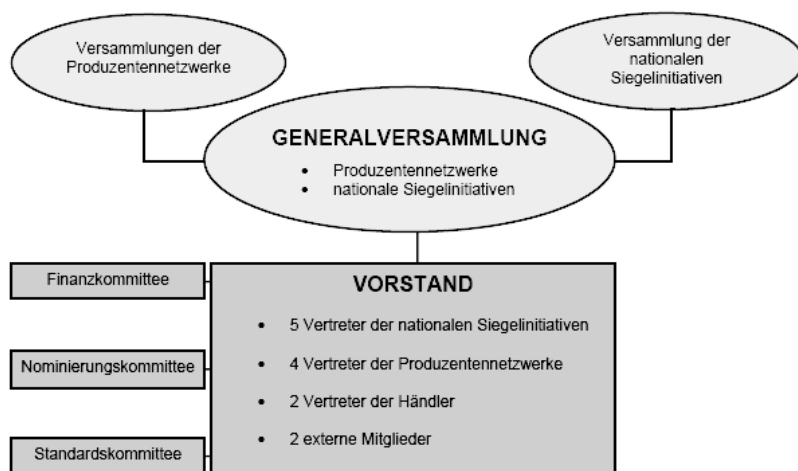 Versammlungen der
Produzentennetzwerke
Versammlung der
nationalen
Siegelinitiativen
GENERALVERSAMMLUNG
• Produzentennetzwerke
• nationale Siegelinitiativen
Finanzkommittee
Nominierungskommittee
Standardskommittee
VORSTAND
• 5 Vertreter der nationalen Siegelinitiativen
• 4 Vertreter der Produzentennetzwerke
• 2 Vertreter der Händler
• 2 externe Mitglieder